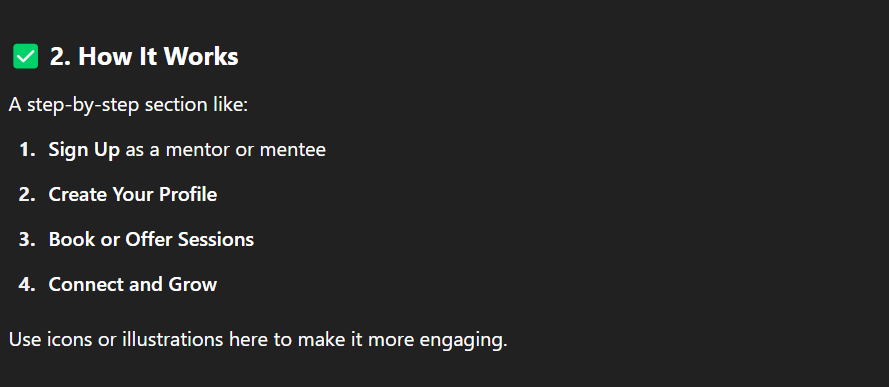 ✅ 2. How It Works
A step-by-step section like:
1. Sign Up as a mentor or mentee
2. Create Your Profile
3. Book or Offer Sessions
4. Connect and Grow
Use icons or illustrations here to make it more engaging.